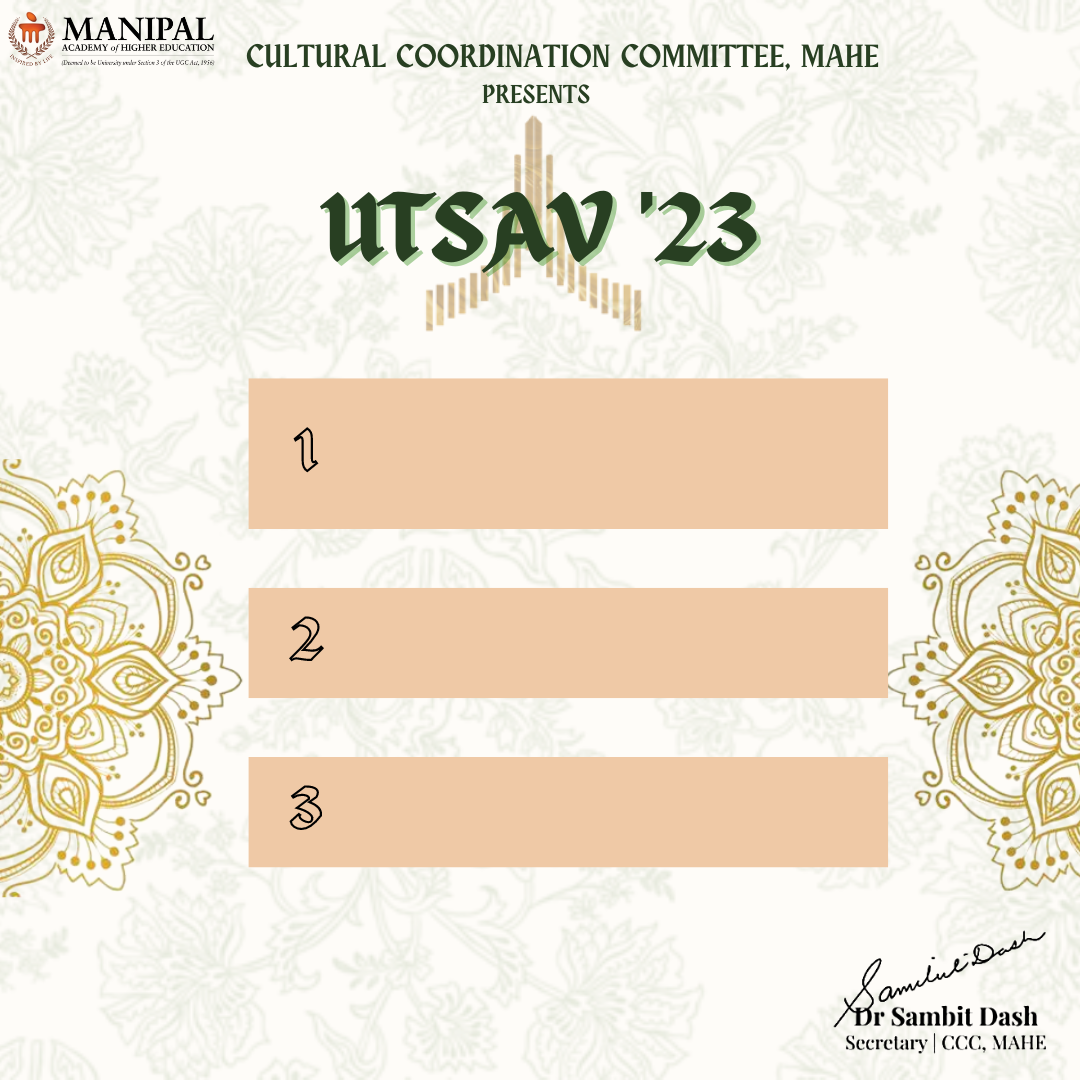 MANIPAL
ACADEMY of HIGHER EDUCATION
(Deemed to be University under Section 3 of the UGC Act, 1956)
INSPIRED BY LIFE
CULTURAL COORDINATION COMMITTEE, MAHE
PRESENTS
UTSAV '23
1
2
3
Sambit Dash
Dr Sambit Dash
Secretary | CCC, MAHE